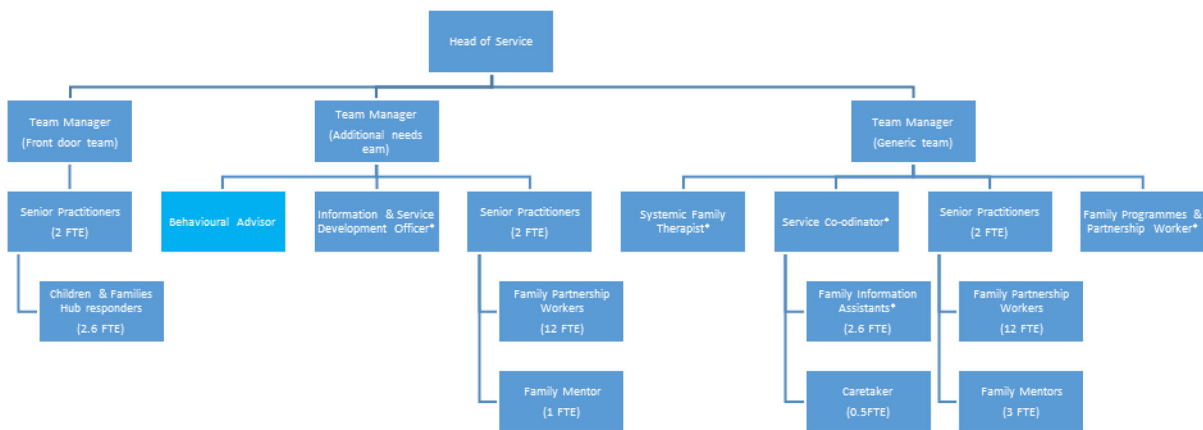 Head of Service
Team Manager
(Front door team)
Team Manager
(Additional needs
eam)
Team Manager
(Generic team)
Senior Practitioners
(2 FTE)
Behavioural Advisor
Information & Service
Development Officer*
Senior Practitioners
(2 FTE)
Systemic Family
Therapist*
Service Co-odinator*
Senior Practitioners
(2 FTE)
Family Programmes &
Partnership Worker*
Children & Families
Hub responders
(2.6 FTE)
Family Partnership
Workers
(12 FTE)
Family Information
Assistants*
(2.6 FTE)
Family Partnership
Workers
(12 FTE)
Family Mentor
(1 FTE)
Caretaker
(0.5FTE)
Family Mentors
(3 FTE)